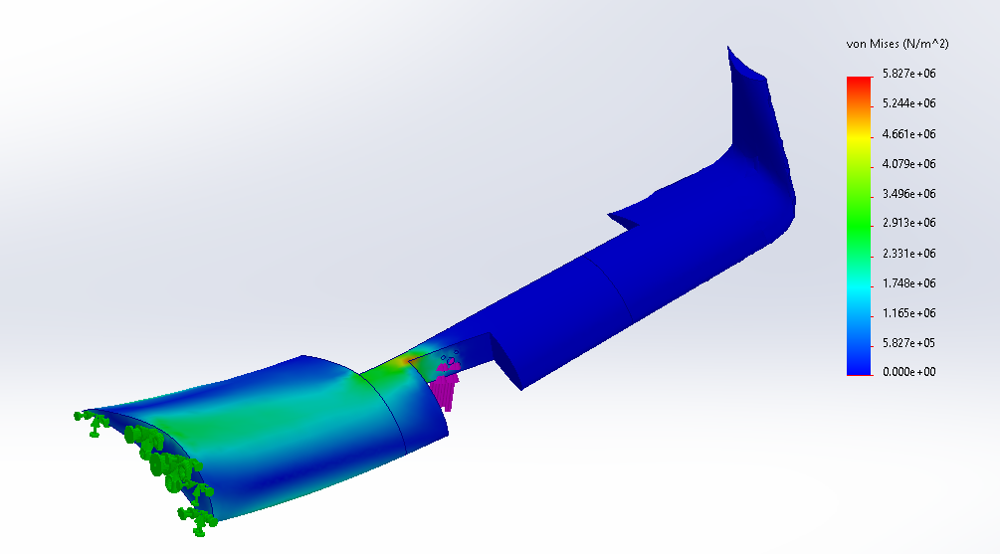 von Mises (N/m^2)
5.827e+06
5.244e+06
4.661e+06
4.079e+06
3.496e+06
2.913e+06
2.331e+06
1.748e+06
1.165e+06
5.827e+05
0.000e+00